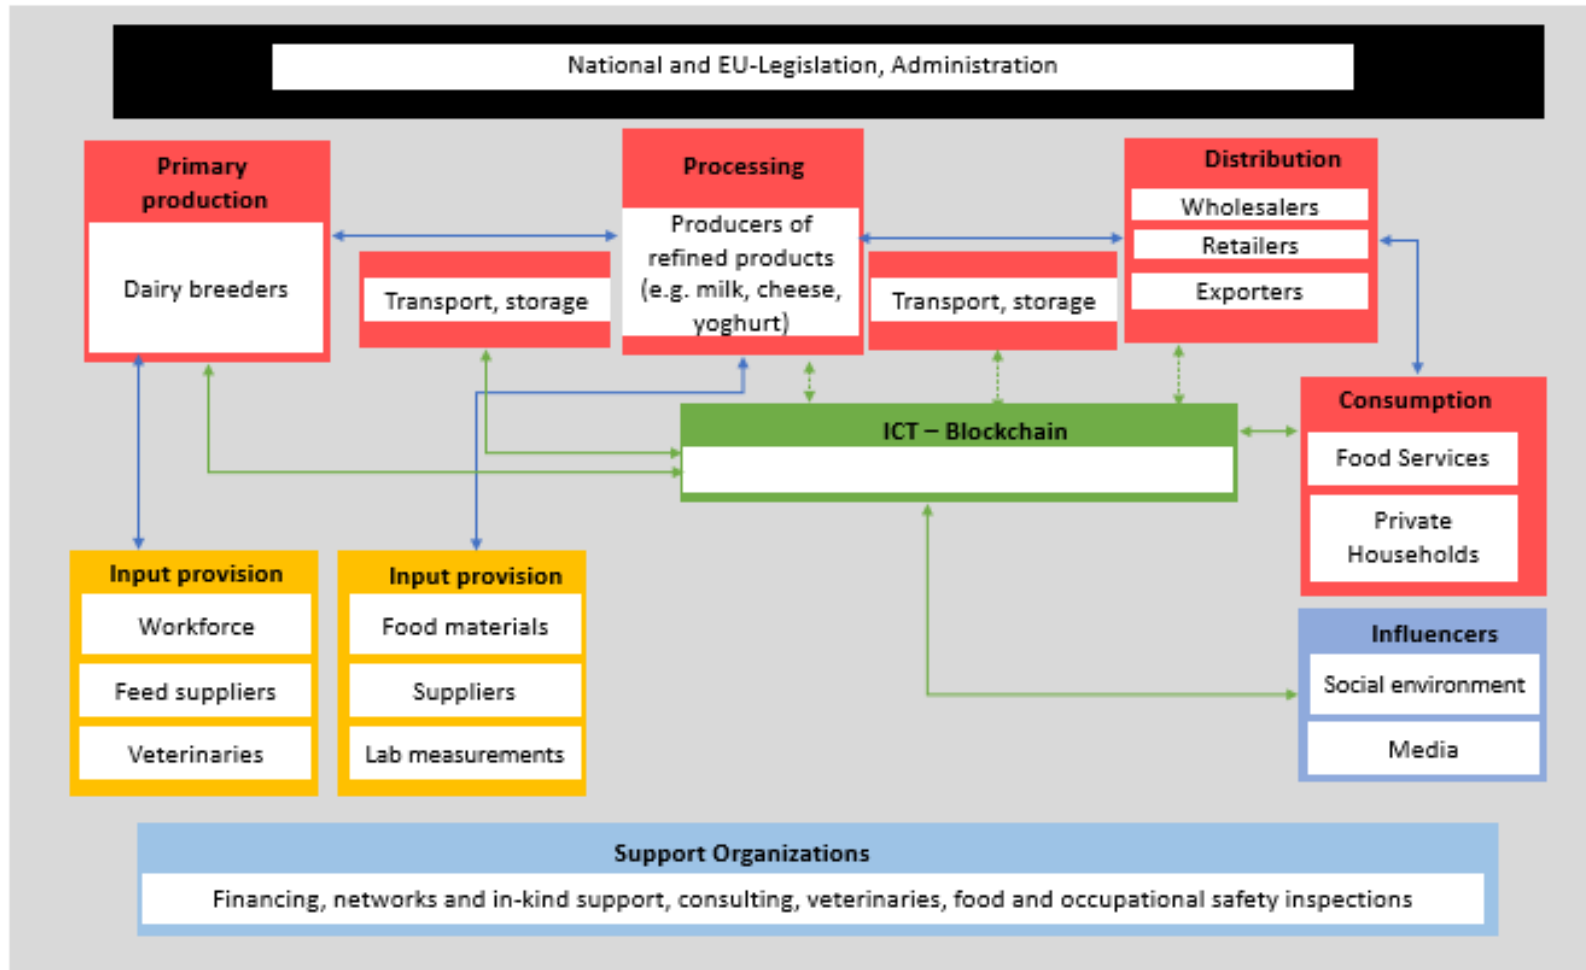 National and EU-Legislation, Administration
Primary
production
Dairy breeders
Transport, storage
Processing
Producers of
refined products
(e.g. milk, cheese,
yoghurt)
Transport, storage
Distribution
Wholesalers
Retailers
Exporters
ICT – Blockchain
Consumption
Food Services
Private
Households
Input provision
Workforce
Feed suppliers
Veterinaries
Input provision
Food materials
Suppliers
Lab measurements
Influencers
Social environment
Media
Support Organizations
Financing, networks and in-kind support, consulting, veterinaries, food and occupational safety inspections